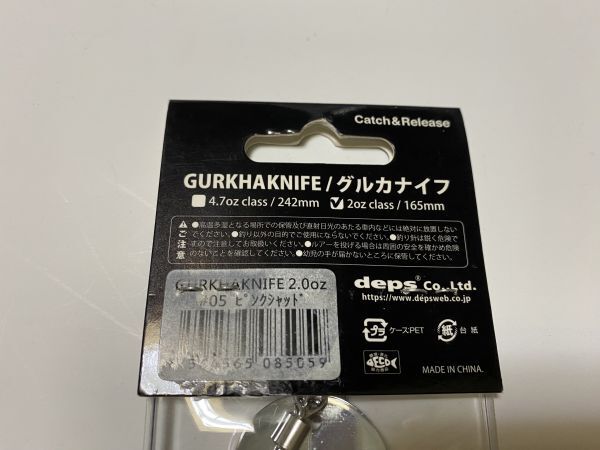 Catch&Release
GURKHAKNIFE/グルカナイフ
4.7oz class / 242mm 2oz class / 165mm
ご注意
●高温多湿となる場所での保管及び直射日光のあたる車内などには絶対に放置しない
でください。●釣り以外の目的でご使用にならないでください。●釣り針は鋭く危険で
すので注意してお取扱いください。●ルアーを投げる場合は周囲の安全を確かめ危険
のないことを確認してください。●幼児の手が届かないところに保管してください。
GURKHAKNIFE 2.0oz
#05 ピンクシャッド
085059
deps® Co., Ltd.
https://www.depsweb.co.jp
プラ ケース:PET
紙 台 紙
FECO
MADE IN CHINA.